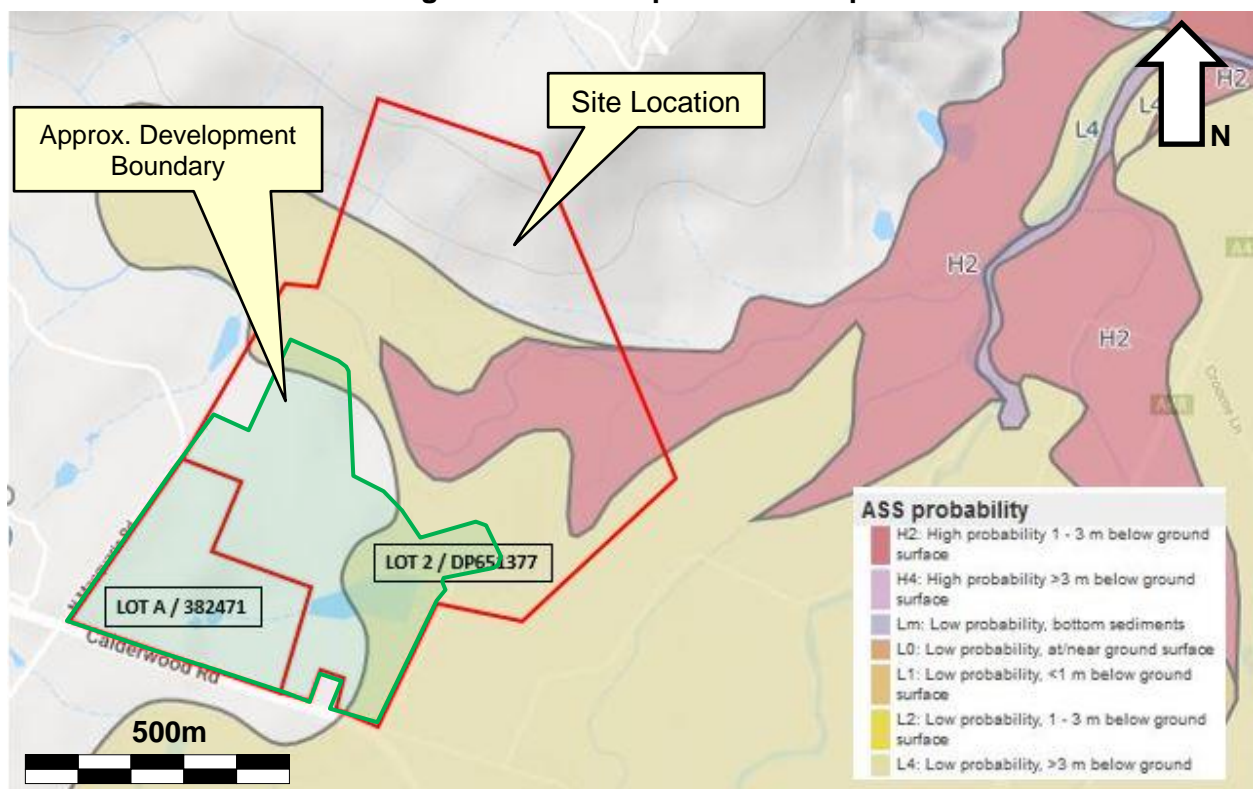 Site Location
Approx. Development
Boundary
N
H2
L4
L4
H2
H2
LOT 2 / DP651377
LOT A / 382471
Calderwood Rd
500m
ASS probability
H2: High probability 1 - 3 m below ground
surface
H4: High probability >3 m below ground
surface
Lm: Low probability, bottom sediments
L0: Low probability, at/near ground surface
L1: Low probability, <1 m below ground
surface
L2: Low probability, 1 - 3 m below ground
surface
L4: Low probability, >3 m below ground